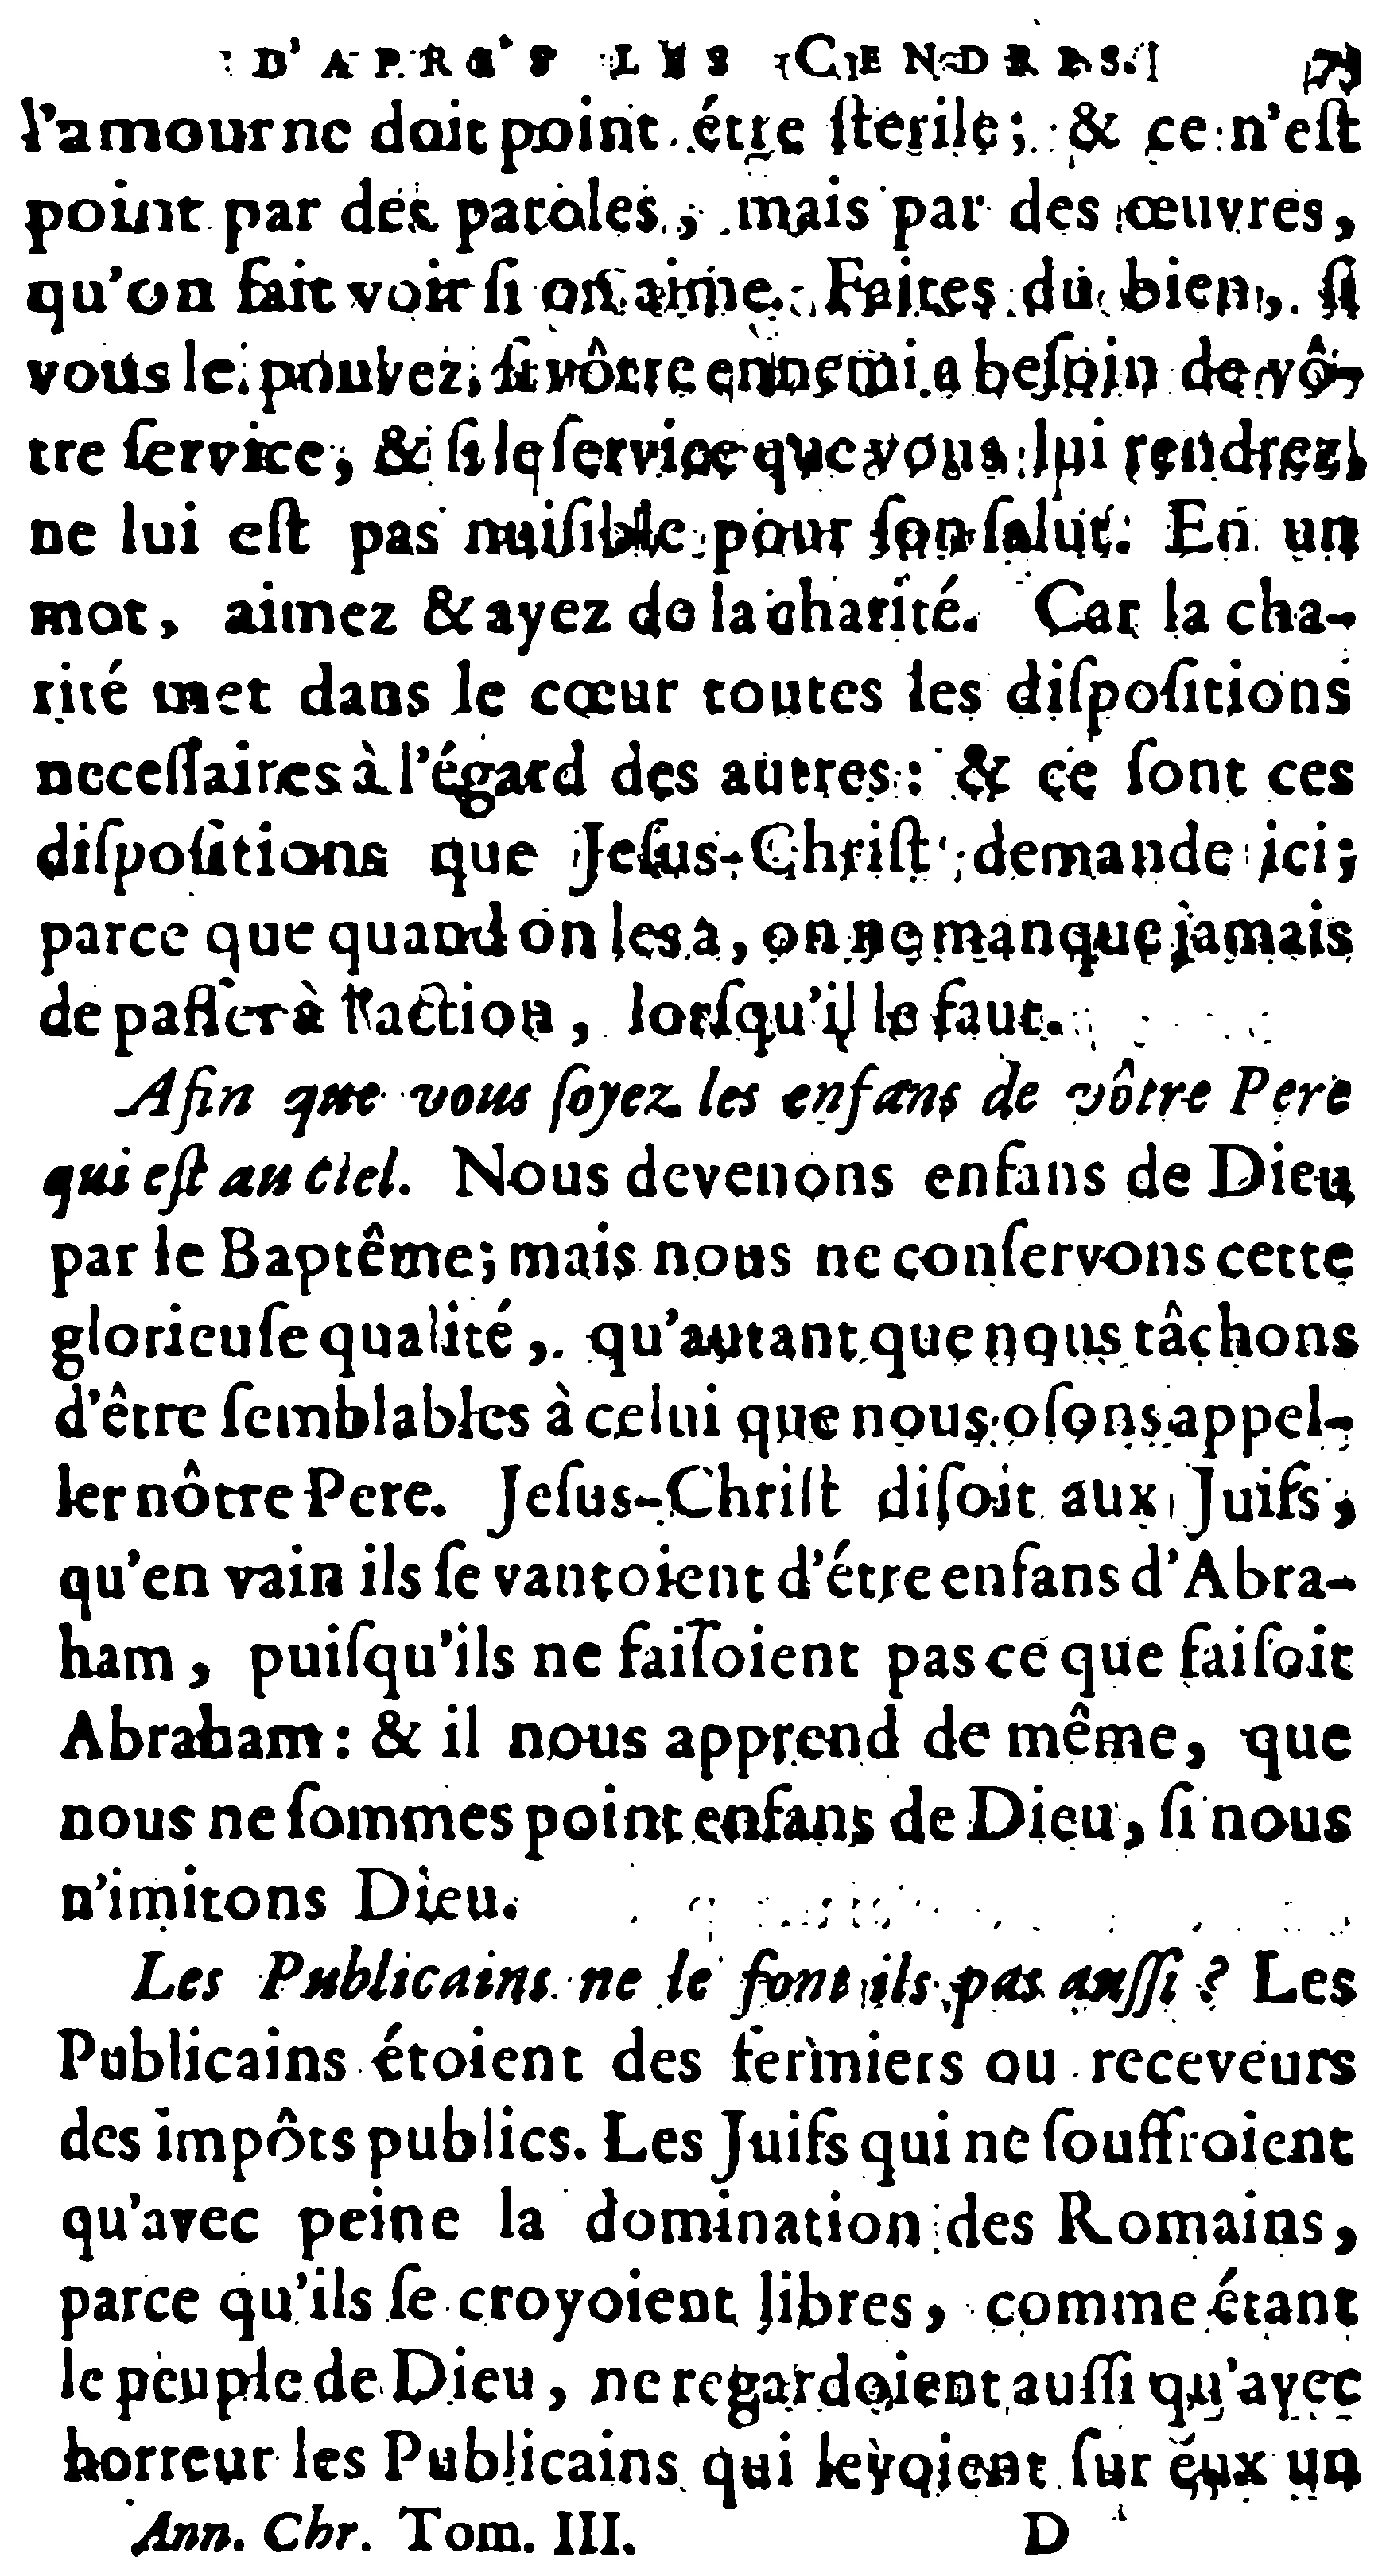 D'APRE'S LES CENDRES. 73
l'amour ne doit point étre ſterile; & ce n'eſt
point par des paroles, mais par des œuvres,
qu'on fait voir ſi on aime. Faites du bien, ſi
vous le pouvez, ſi vôtre ennemi a beſoin de vô-
tre ſervice, & ſi le ſervice que vous lui rendrez
ne lui eſt pas nuiſible pour ſon ſalut. En un
mot, aimez & ayez de la charité. Car la cha-
rité met dans le cœur toutes les diſpoſitions
neceſſaires à l'égard des autres: & ce ſont ces
diſpoſitions que Jeſus-Chriſt demande ici;
parce que quand on les a, on ne manque jamais
de paſſer à l'action, lorſqu'il le faut.
Afin que vous ſoyez les enfans de vôtre Pere
qui eſt au ciel. Nous devenons enfans de Dieu
par le Baptême; mais nous ne conſervons cette
glorieuſe qualité, qu'autant que nous tâchons
d'être ſemblables à celui que nous oſons appel-
ler nôtre Pere. Jeſus-Chriſt diſoit aux Juifs,
qu'en vain ils ſe vantoient d'étre enfans d'Abra-
ham, puiſqu'ils ne faiſoient pas ce que faiſoit
Abraham: & il nous apprend de même, que
nous ne ſommes point enfans de Dieu, ſi nous
n'imitons Dieu.
Les Publicains ne le font ils pas auſſi? Les
Publicains étoient des fermiers ou receveurs
des impôts publics. Les Juifs qui ne ſouffroient
qu'avec peine la domination des Romains,
parce qu'ils ſe croyoient libres, comme étant
le peuple de Dieu, ne regardoient auſſi qu'avec
horreur les Publicains qui levoient ſur eux un
Ann. Chr. Tom. III. D